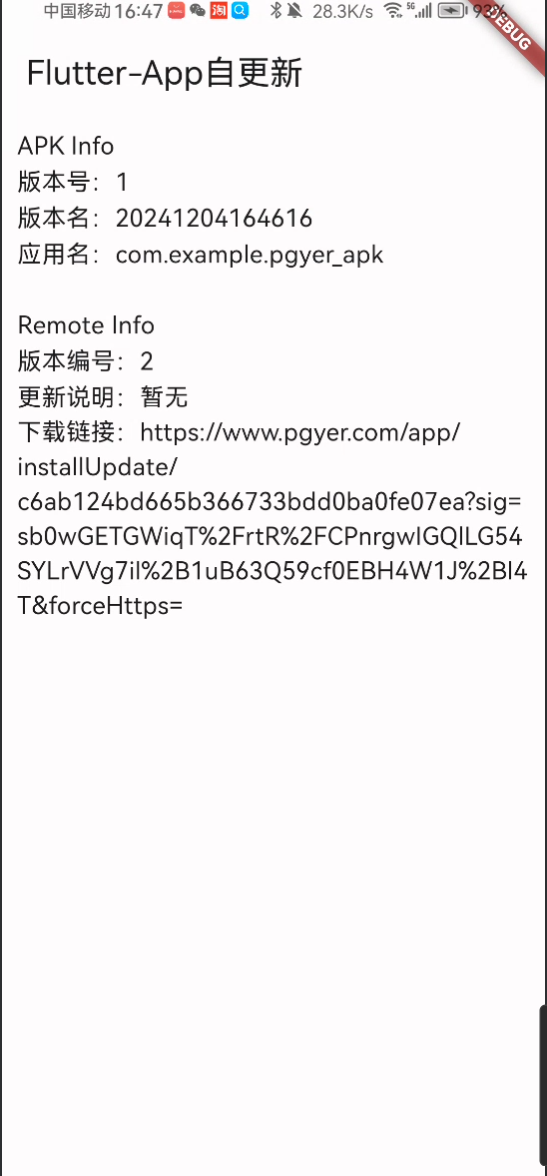 中国移动 16:47 淘 28.3K/s 5G 93%
DEBUG
Flutter-App自更新
APK Info
版本号：1
版本名：20241204164616
应用名：com.example.pgyer_apk
Remote Info
版本编号：2
更新说明：暂无
下载链接：https://www.pgyer.com/app/
installUpdate/
c6ab124bd665b366733bdd0ba0fe07ea?sig=
sb0wGETGWiqT%2FrtR%2FCPnrgwIGQILG54
SYLrVVg7il%2B1uB63Q59cf0EBH4W1J%2BI4
T&forceHttps=